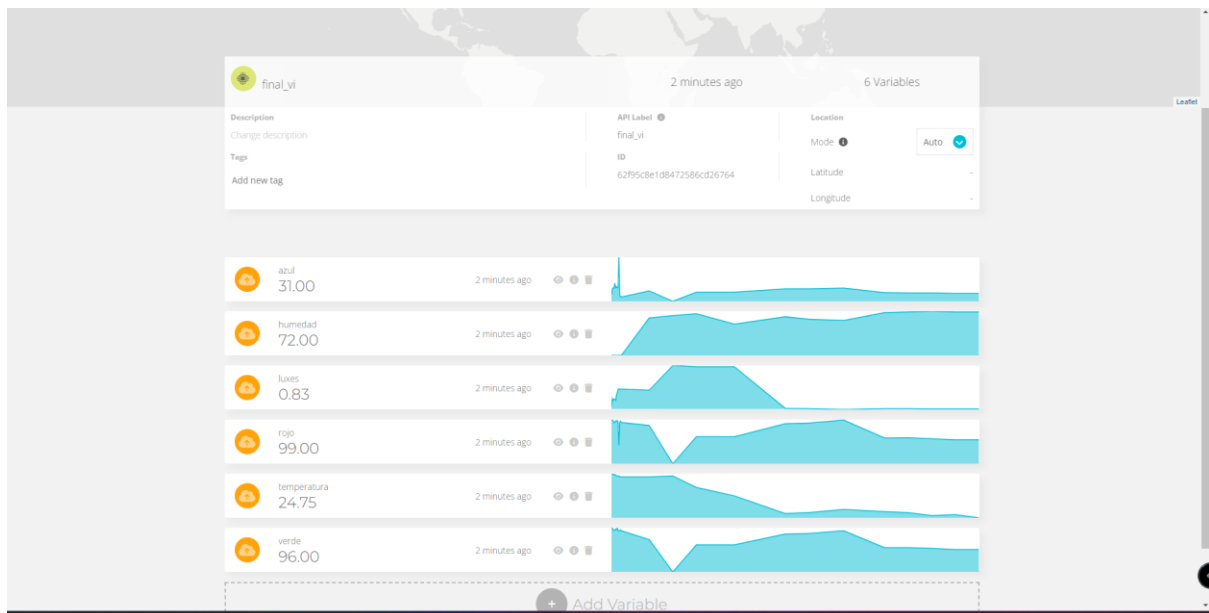 final_vi 2 minutes ago 6 Variables
Leaflet
Description
Change description
Tags
Add new tag
API Label
final_vi
ID
62f95c8e1d8472586cd26764
Location
Mode Auto
Latitude -
Longitude -
azul
31.00 2 minutes ago
humedad
72.00 2 minutes ago
luxes
0.83 2 minutes ago
rojo
99.00 2 minutes ago
temperatura
24.75 2 minutes ago
verde
96.00 2 minutes ago
Add Variable